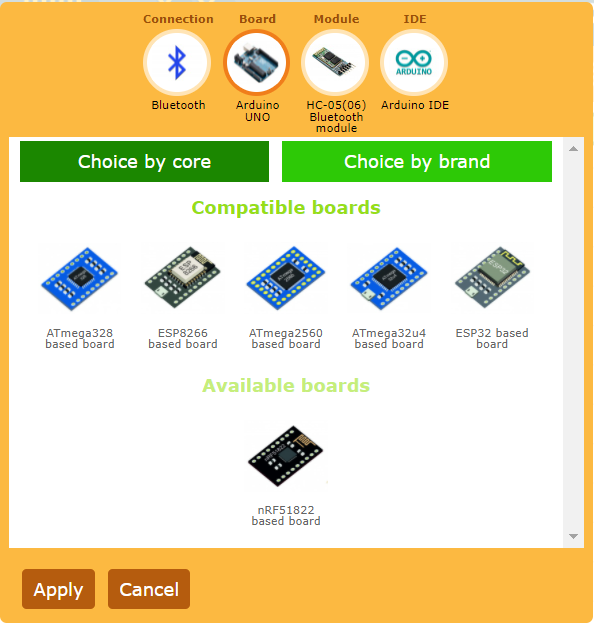 Connection Board Module IDE
ARDUINO
Bluetooth Arduino HC-05(06) Arduino IDE
UNO Bluetooth
module
Choice by core Choice by brand
Compatible boards
ATmega328 ESP8266 ATmega2560 ATmega32u4 ESP32 based
based board based board based board based board board
Available boards
nRF51822
based board
Apply Cancel